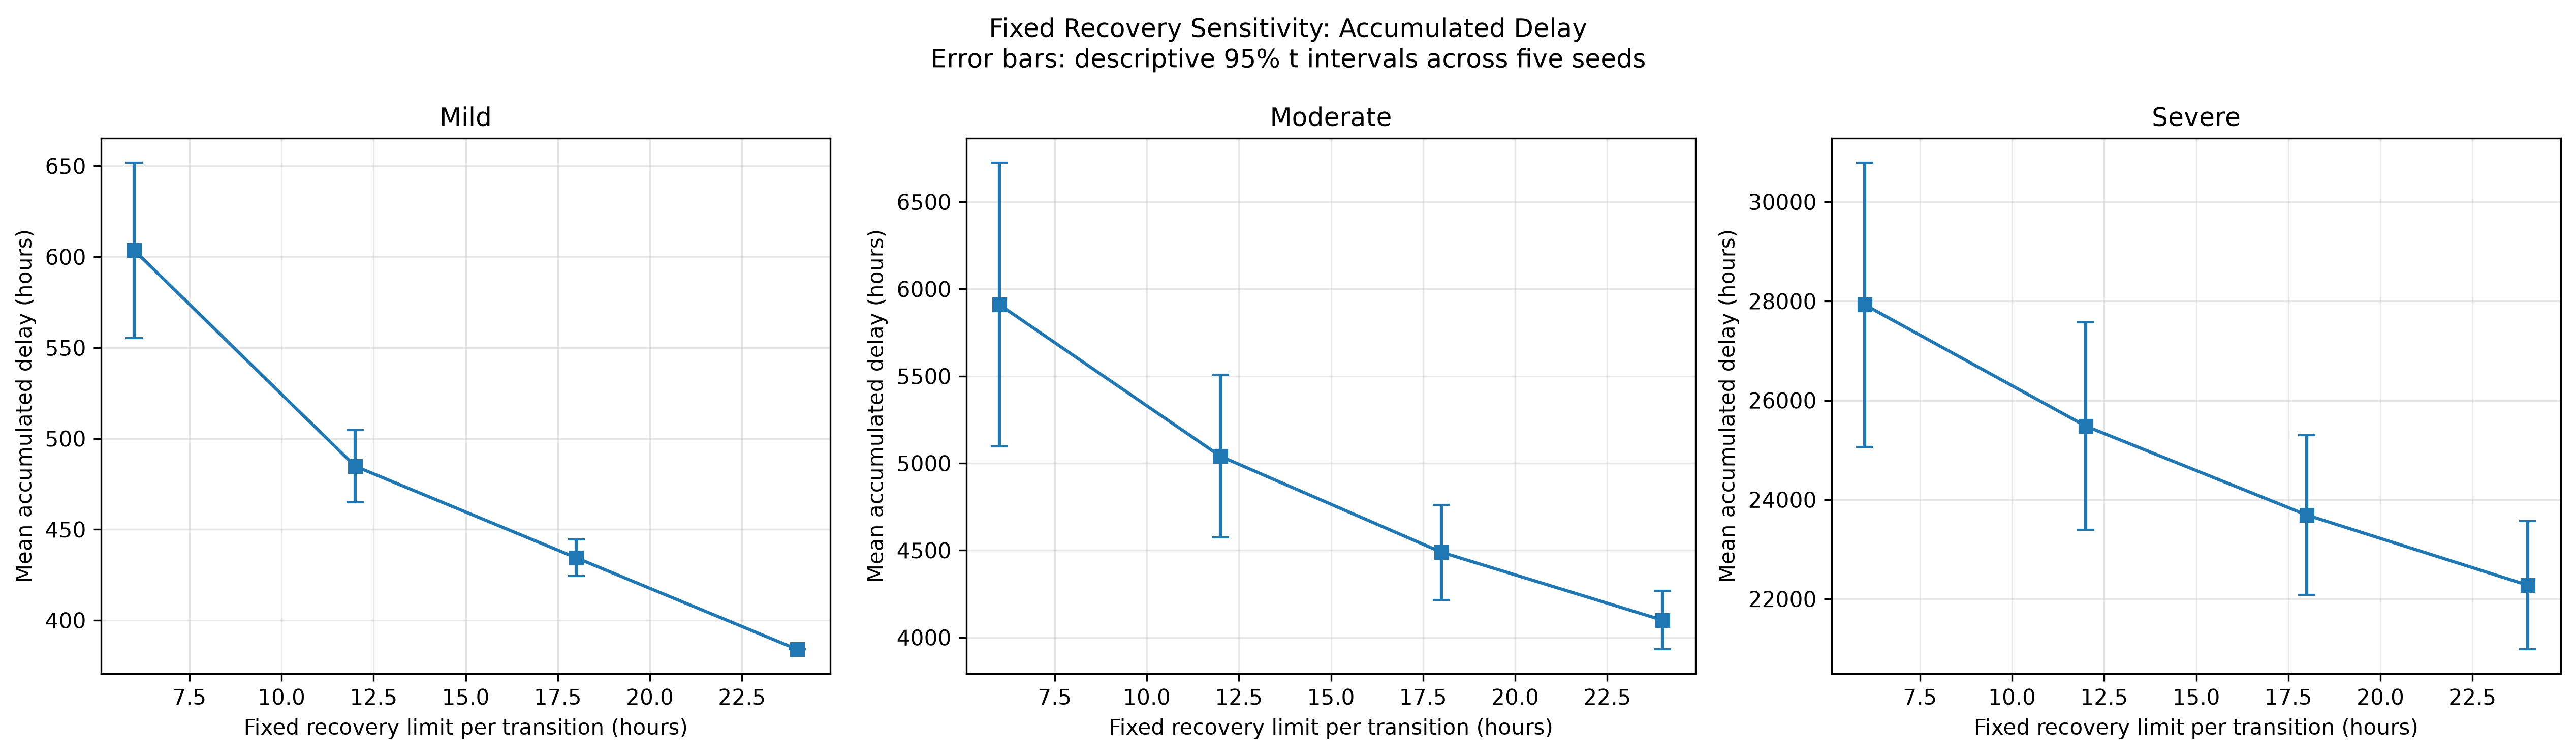 Fixed Recovery Sensitivity: Accumulated Delay
Error bars: descriptive 95% t intervals across five seeds
Mild
Mean accumulated delay (hours)
650
600
550
500
450
400
7.5 10.0 12.5 15.0 17.5 20.0 22.5
Fixed recovery limit per transition (hours)
Moderate
Mean accumulated delay (hours)
6500
6000
5500
5000
4500
4000
7.5 10.0 12.5 15.0 17.5 20.0 22.5
Fixed recovery limit per transition (hours)
Severe
Mean accumulated delay (hours)
30000
28000
26000
24000
22000
7.5 10.0 12.5 15.0 17.5 20.0 22.5
Fixed recovery limit per transition (hours)